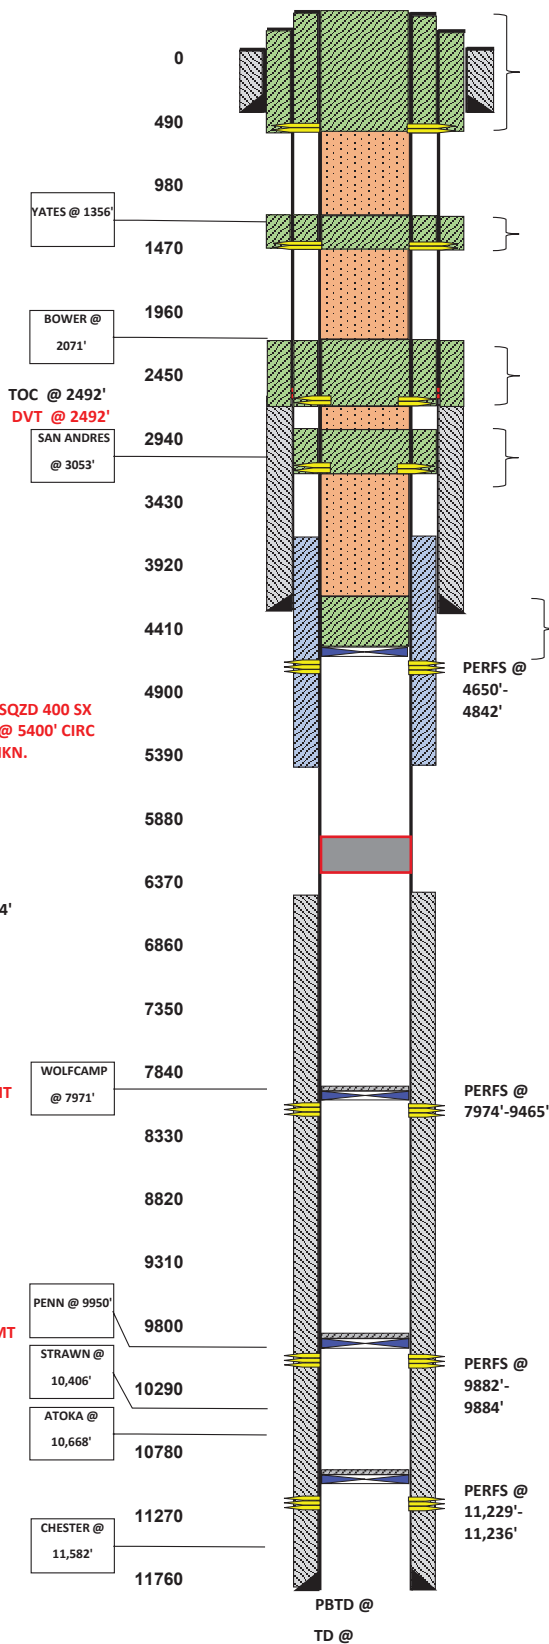 0
490
980
YATES @ 1356'
1470
1960
BOWER @
2071'
2450
TOC @ 2492'
DVT @ 2492'
2940
SAN ANDRES
@ 3053'
3430
3920
4410
PERFS @
4650'-
4842'
4900
SQZD 400 SX
@ 5400' CIRC
5390
5880
6370
4'
6860
7350
7840
WOLFCAMP
@ 7971'
PERFS @
7974'-9465'
8330
8820
9310
PENN @ 9950'
9800
STRAWN @
10,406'
PERFS @
9882'-
9884'
10290
ATOKA @
10,668'
10780
PERFS @
11,229'-
11,236'
11270
CHESTER @
11,582'
11760
PBTD @
TD @